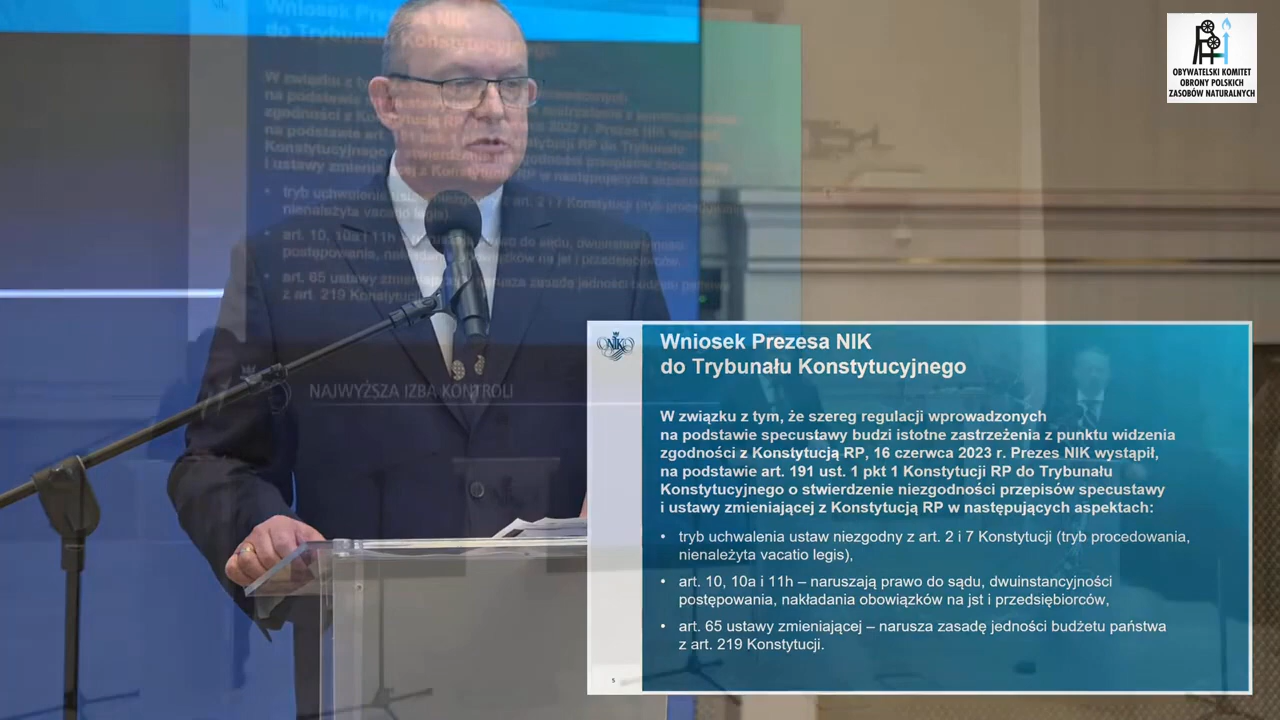 OBYWATELSKI KOMITET
OBRONY POLSKICH
ZASOBÓW NATURALNYCH
NAJWYŻSZA IZBA KONTROLI
NIK
Wniosek Prezesa NIK
do Trybunału Konstytucyjnego
W związku z tym, że szereg regulacji wprowadzonych
na podstawie specustawy budzi istotne zastrzeżenia z punktu widzenia
zgodności z Konstytucją RP, 16 czerwca 2023 r. Prezes NIK wystąpił,
na podstawie art. 191 ust. 1 pkt 1 Konstytucji RP do Trybunału
Konstytucyjnego o stwierdzenie niezgodności przepisów specustawy
i ustawy zmieniającej z Konstytucją RP w następujących aspektach:
• tryb uchwalenia ustaw niezgodny z art. 2 i 7 Konstytucji (tryb procedowania,
nienależyta vacatio legis),
• art. 10, 10a i 11h – naruszają prawo do sądu, dwuinstancyjności
postępowania, nakładania obowiązków na jst i przedsiębiorców,
• art. 65 ustawy zmieniającej – narusza zasadę jedności budżetu państwa
z art. 219 Konstytucji.
5